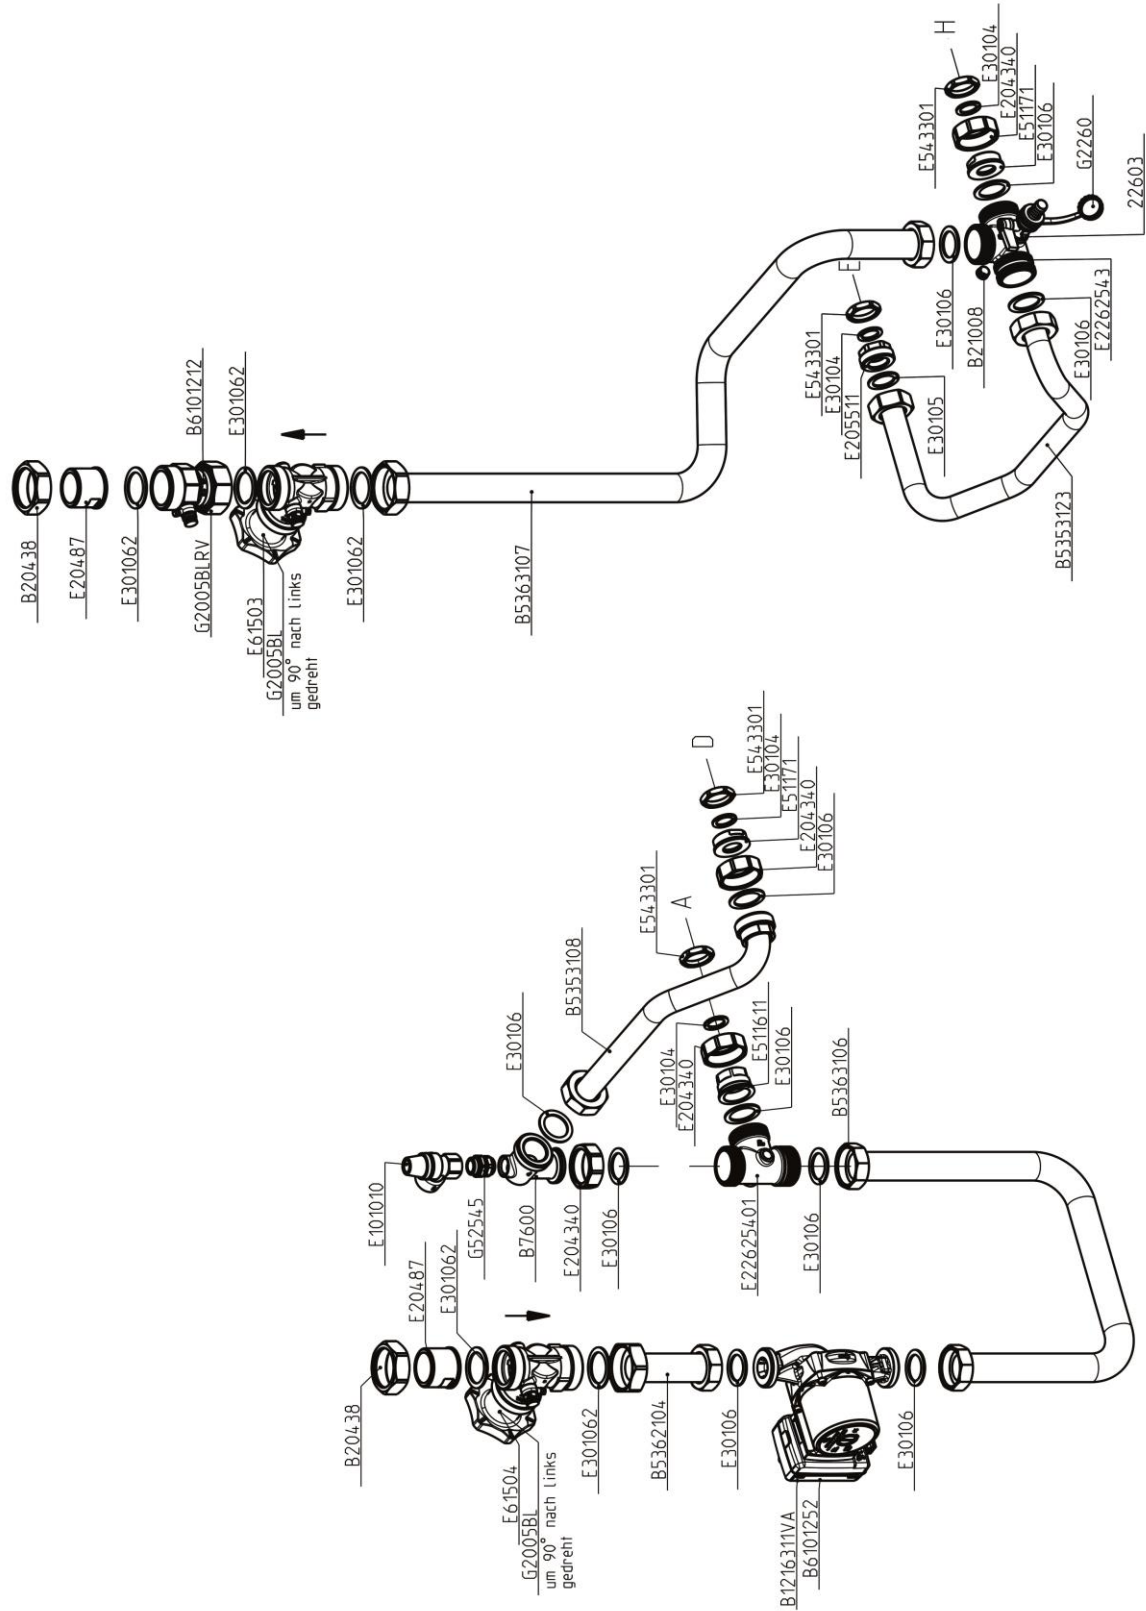 B20438
E20487
E301062
B6101212
G2005BLRV
E301062
E61503
G2005BL
um 90° nach links
gedreht
E301062
B5363107
E543301
H
E30104
E204340
E51171
E30106
G2260
22603
E
E543301
E30104
E205511
E30105
E30106
B21008
E30106
E2262543
B5353123
E101010
G52545
B7600
E204340
E30106
E30106
B5353108
E543301
A
D
E543301
E30104
E51171
E204340
E30106
E30104
E204340
E511611
E30106
E22625401
E30106
B5363106
B20438
E20487
E301062
E61504
G2005BL
um 90° nach links
gedreht
E301062
B5362104
E30106
B1216311VA
B6101252
E30106